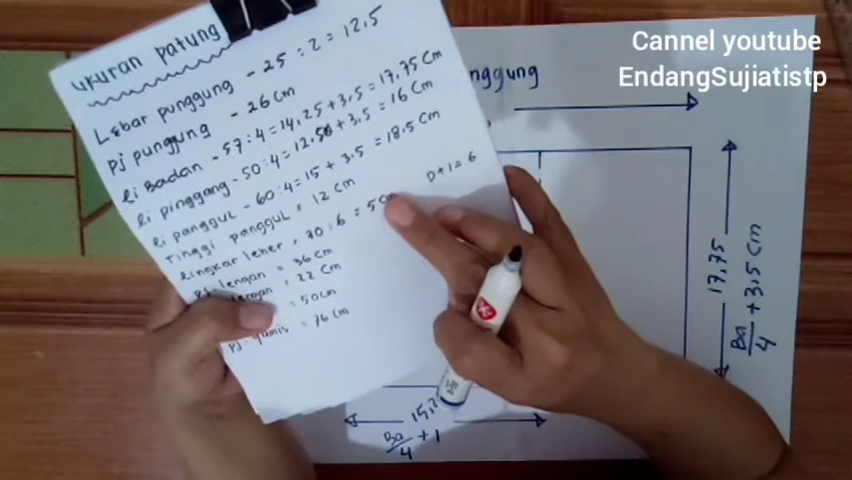 ukuran patung
Lebar punggung - 25 : 2 = 12.5
Pj punggung - 26 cm
li Badan - 57 : 4 = 14,25 + 3,5 = 17,75 Cm
li pinggang - 50 : 4 = 12.50 + 3.5 = 16 Cm
li panggul - 60 : 4 = 15 + 3.5 = 18.5 Cm
Tinggi panggul = 12 Cm
lingkar leher = 30 : 6 = 5 Cm
D + 1 = 6
Pj lengan = 36 cm
= 22 Cm
= 50cm
Pj gamis = 76 Cm
Cannel youtube
EndangSujiatistp
nggung
17,75
Ba/4 + 3,5 Cm
Ba/4 + 1